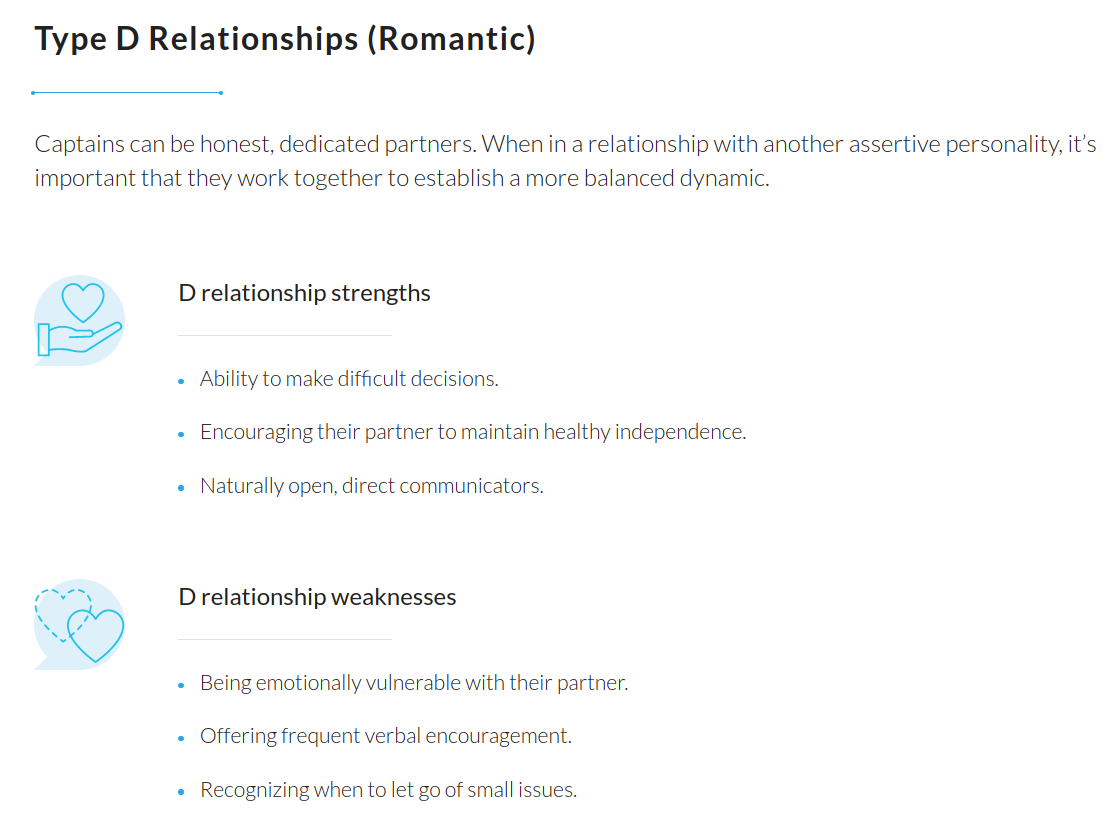 Type D Relationships (Romantic)
Captains can be honest, dedicated partners. When in a relationship with another assertive personality, it’s
important that they work together to establish a more balanced dynamic.
D relationship strengths
Ability to make difficult decisions.
Encouraging their partner to maintain healthy independence.
Naturally open, direct communicators.
D relationship weaknesses
Being emotionally vulnerable with their partner.
Offering frequent verbal encouragement.
Recognizing when to let go of small issues.